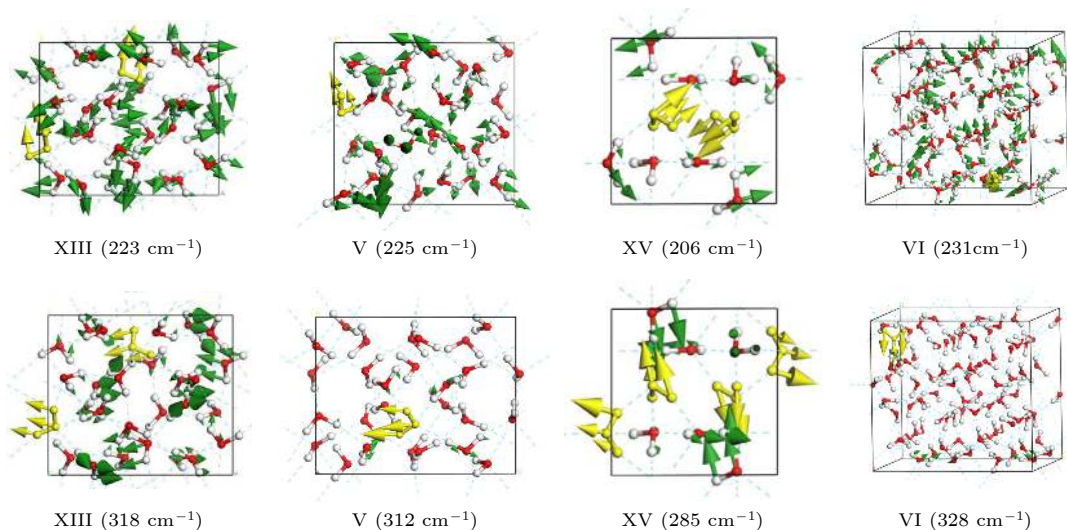 XIII (223 cm⁻¹) V (225 cm⁻¹) XV (206 cm⁻¹) VI (231cm⁻¹)
XIII (318 cm⁻¹) V (312 cm⁻¹) XV (285 cm⁻¹) VI (328 cm⁻¹)